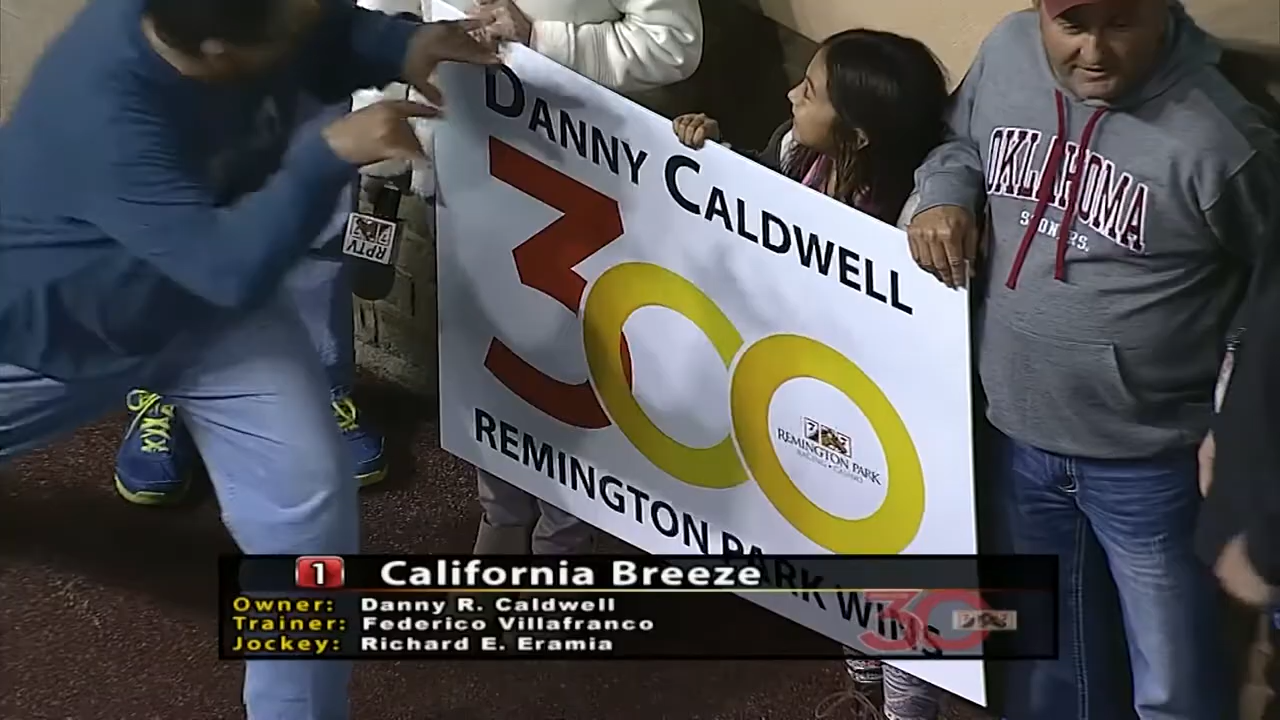 DANNY CALDWELL
300
REMINGTON PARK
RACING • CASINO
REMINGTON PARK WINS
OKLAHOMA
SOONERS.
RPTV
1 California Breeze
Owner: Danny R. Caldwell
Trainer: Federico Villafranco
Jockey: Richard E. Eramia
30